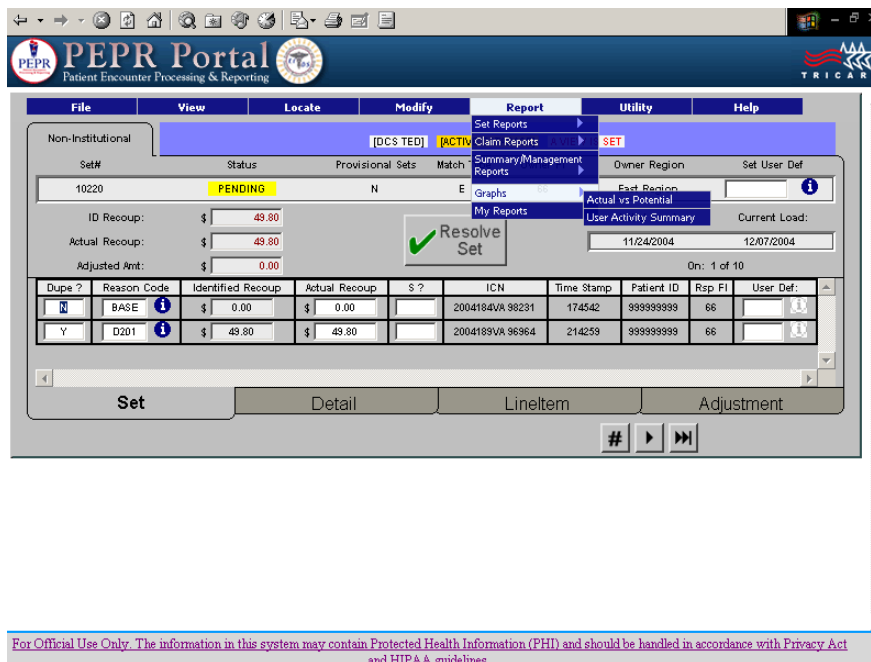 PEPR
PEPR Portal
Patient Encounter Processing & Reporting
TRICAR
File View Locate Modify Report Utility Help
Non-Institutional
[DCS TED] [ACTIV SET
Set Reports
Claim Reports
Summary/Management Reports
Graphs
My Reports
Actual vs Potential
User Activity Summary
Set# Status Provisional Sets Match Owner Region Set User Def
10220 PENDING N E East Region
ID Recoup: $ 49.80 Current Load:
Actual Recoup: $ 49.80 Resolve Set 11/24/2004 12/07/2004
Adjusted Amt: $ 0.00 On: 1 of 10
Dupe ? Reason Code Identified Recoup Actual Recoup S ? ICN Time Stamp Patient ID Rsp FI User Def:
N BASE $ 0.00 $ 0.00 2004184VA 98231 174542 999999999 66
Y D201 $ 49.80 $ 49.80 2004189VA 96964 214259 999999999 66
Set Detail LineItem Adjustment
#
For Official Use Only. The information in this system may contain Protected Health Information (PHI) and should be handled in accordance with Privacy Act
and HIPAA guidelines